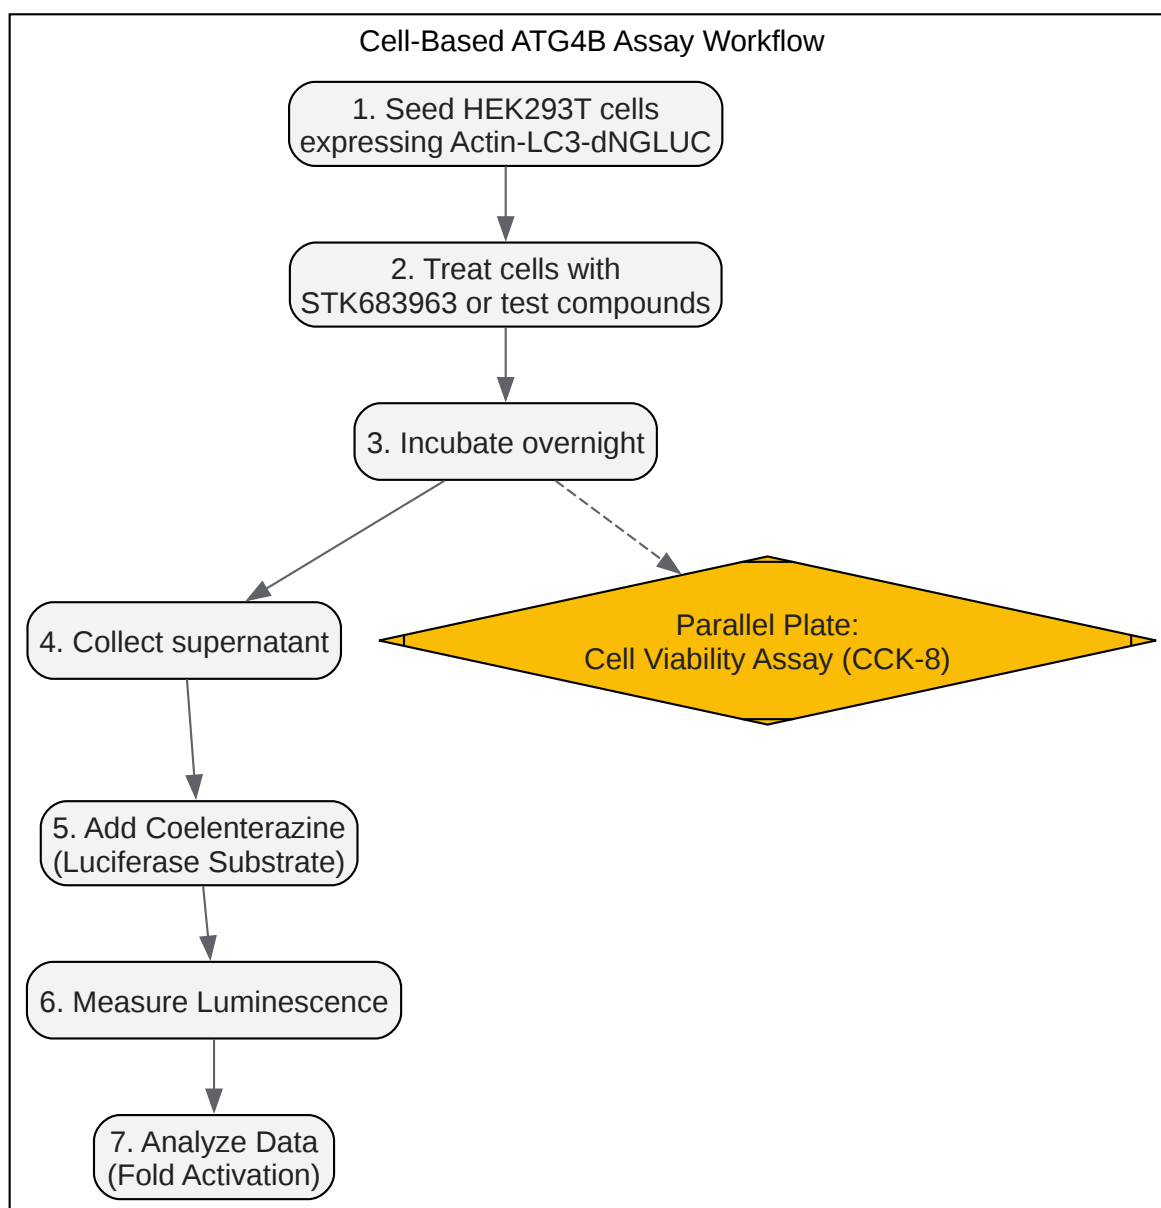 Cell-Based ATG4B Assay Workflow
1. Seed HEK293T cells
expressing Actin-LC3-dNGLUC
2. Treat cells with
STK683963 or test compounds
3. Incubate overnight
4. Collect supernatant
Parallel Plate:
Cell Viability Assay (CCK-8)
5. Add Coelenterazine
(Luciferase Substrate)
6. Measure Luminescence
7. Analyze Data
(Fold Activation)